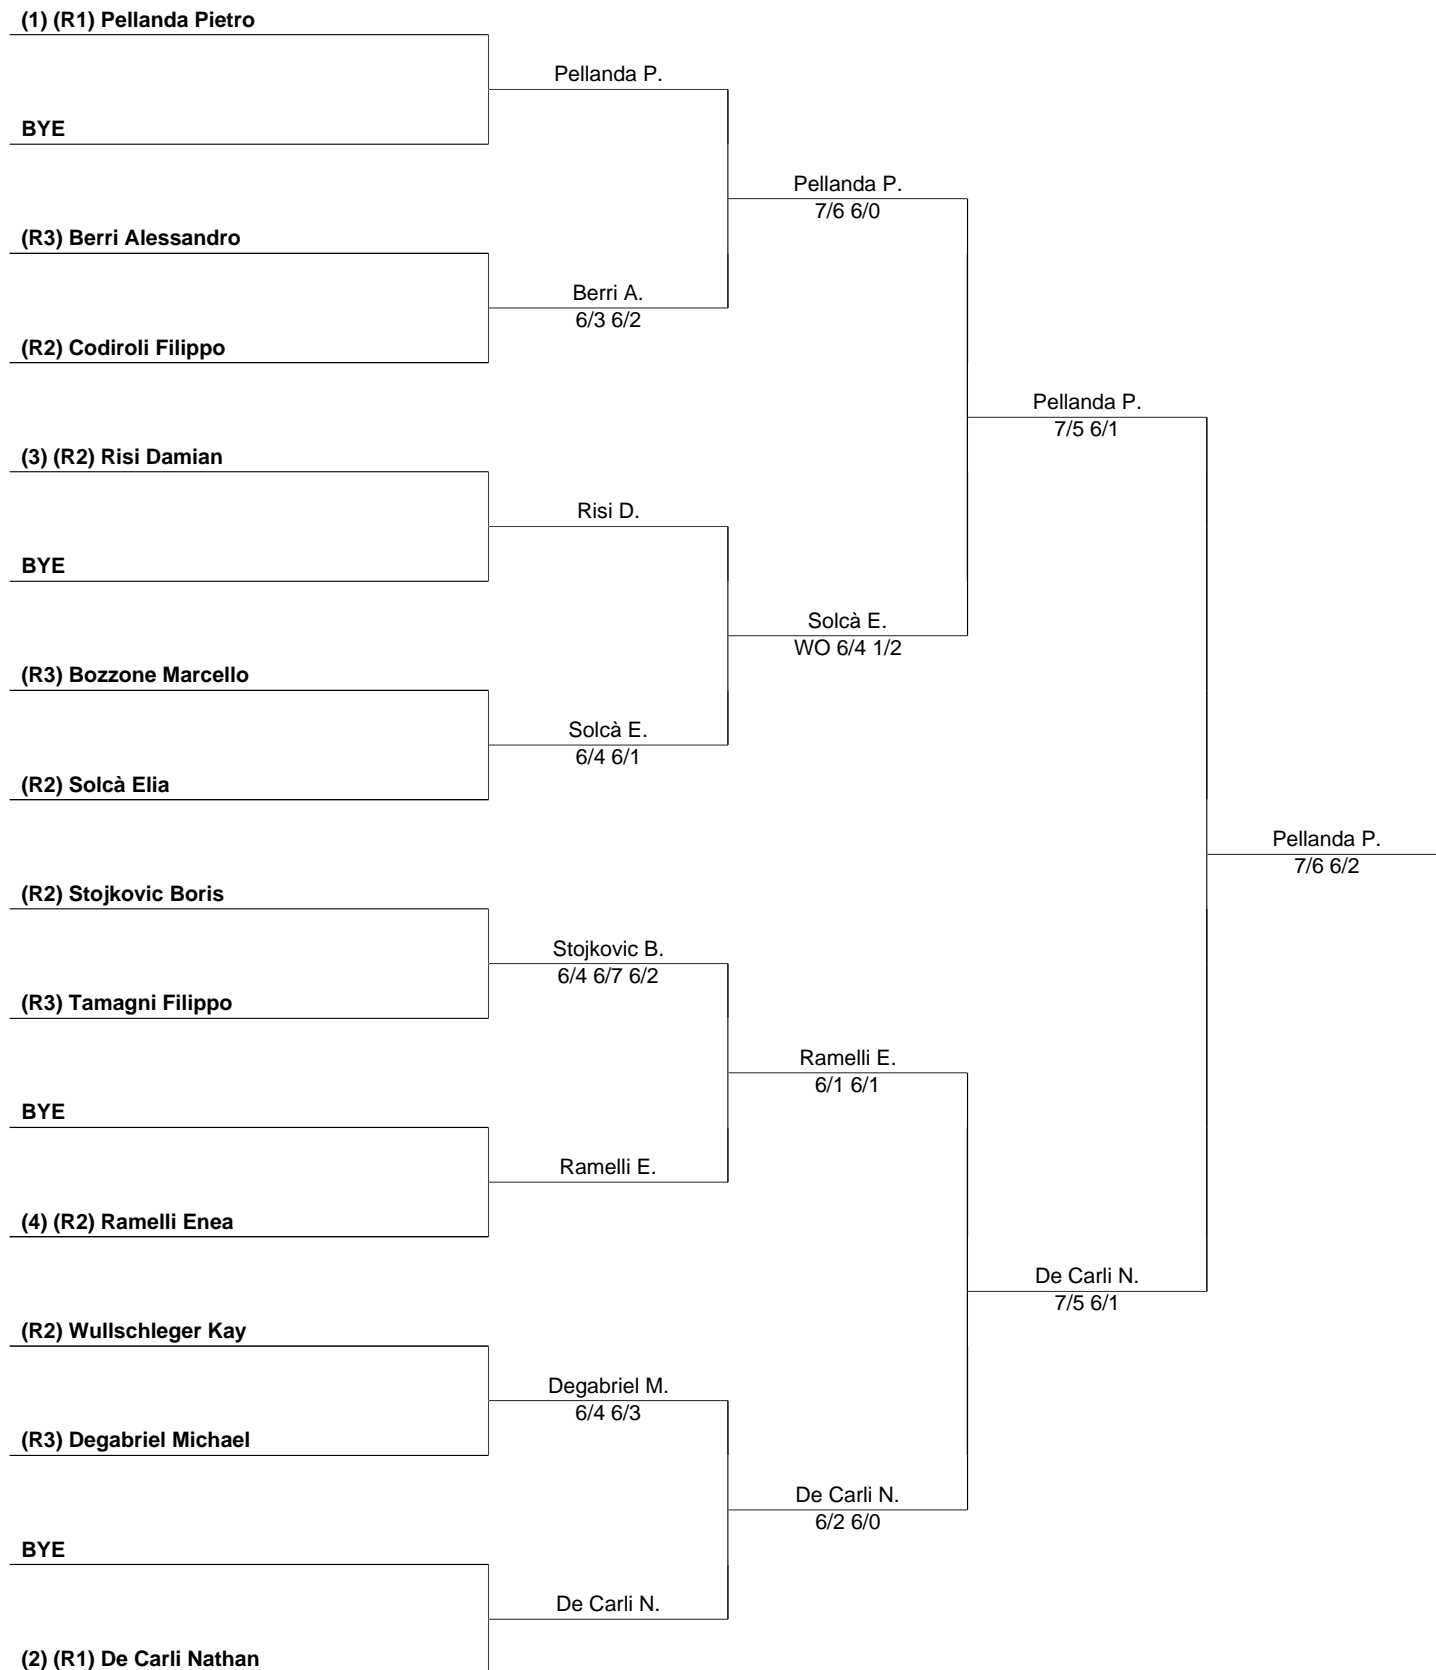 (1) (R1) Pellanda Pietro
Pellanda P.
BYE
Pellanda P.
7/6 6/0
(R3) Berri Alessandro
Berri A.
6/3 6/2
(R2) Codiroli Filippo
Pellanda P.
7/5 6/1
(3) (R2) Risi Damian
Risi D.
BYE
Solcà E.
WO 6/4 1/2
(R3) Bozzone Marcello
Solcà E.
6/4 6/1
(R2) Solcà Elia
Pellanda P.
7/6 6/2
(R2) Stojkovic Boris
Stojkovic B.
6/4 6/7 6/2
(R3) Tamagni Filippo
Ramelli E.
6/1 6/1
BYE
Ramelli E.
(4) (R2) Ramelli Enea
De Carli N.
7/5 6/1
(R2) Wullschleger Kay
Degabriel M.
6/4 6/3
(R3) Degabriel Michael
De Carli N.
6/2 6/0
BYE
De Carli N.
(2) (R1) De Carli Nathan